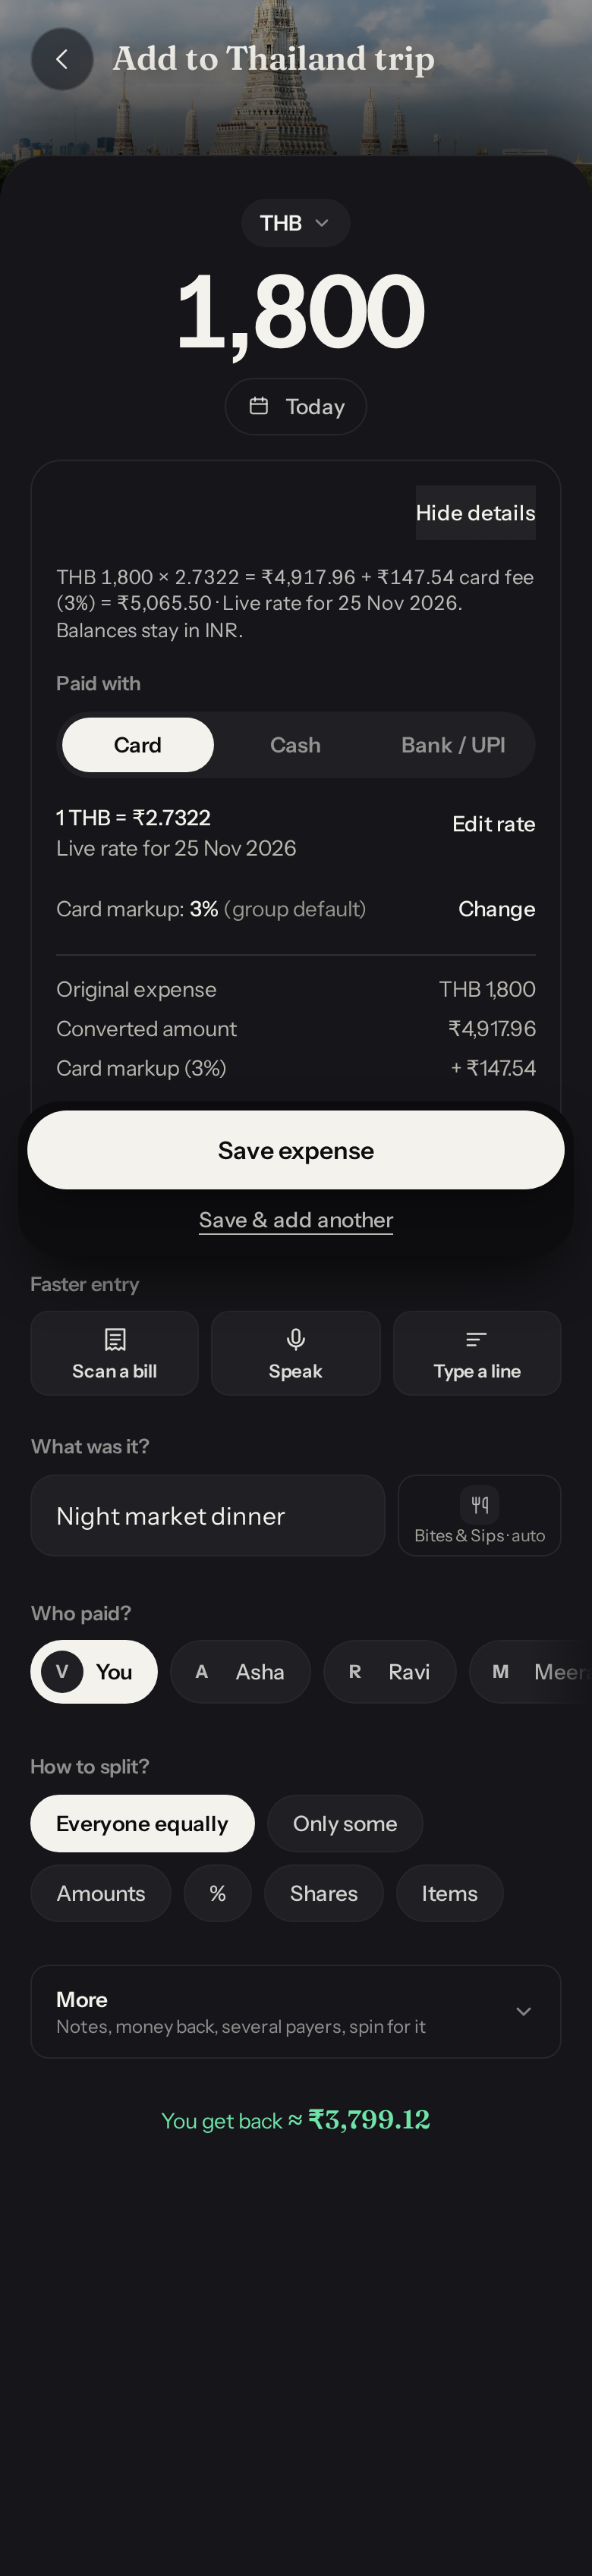 Add to Thailand trip
THB
1,800
Today
Hide details
THB 1,800 × 2.7322 = ₹4,917.96 + ₹147.54 card fee
(3%) = ₹5,065.50 · Live rate for 25 Nov 2026.
Balances stay in INR.
Paid with
Card Cash Bank / UPI
1 THB = ₹2.7322
Edit rate
Live rate for 25 Nov 2026
Card markup: 3% (group default) Change
Original expense THB 1,800
Converted amount ₹4,917.96
Card markup (3%) + ₹147.54
Save expense
Save & add another
Faster entry
Scan a bill Speak Type a line
What was it?
Night market dinner
Bites & Sips · auto
Who paid?
V You A Asha R Ravi M Meer
How to split?
Everyone equally Only some
Amounts % Shares Items
More
Notes, money back, several payers, spin for it
You get back ≈ ₹3,799.12